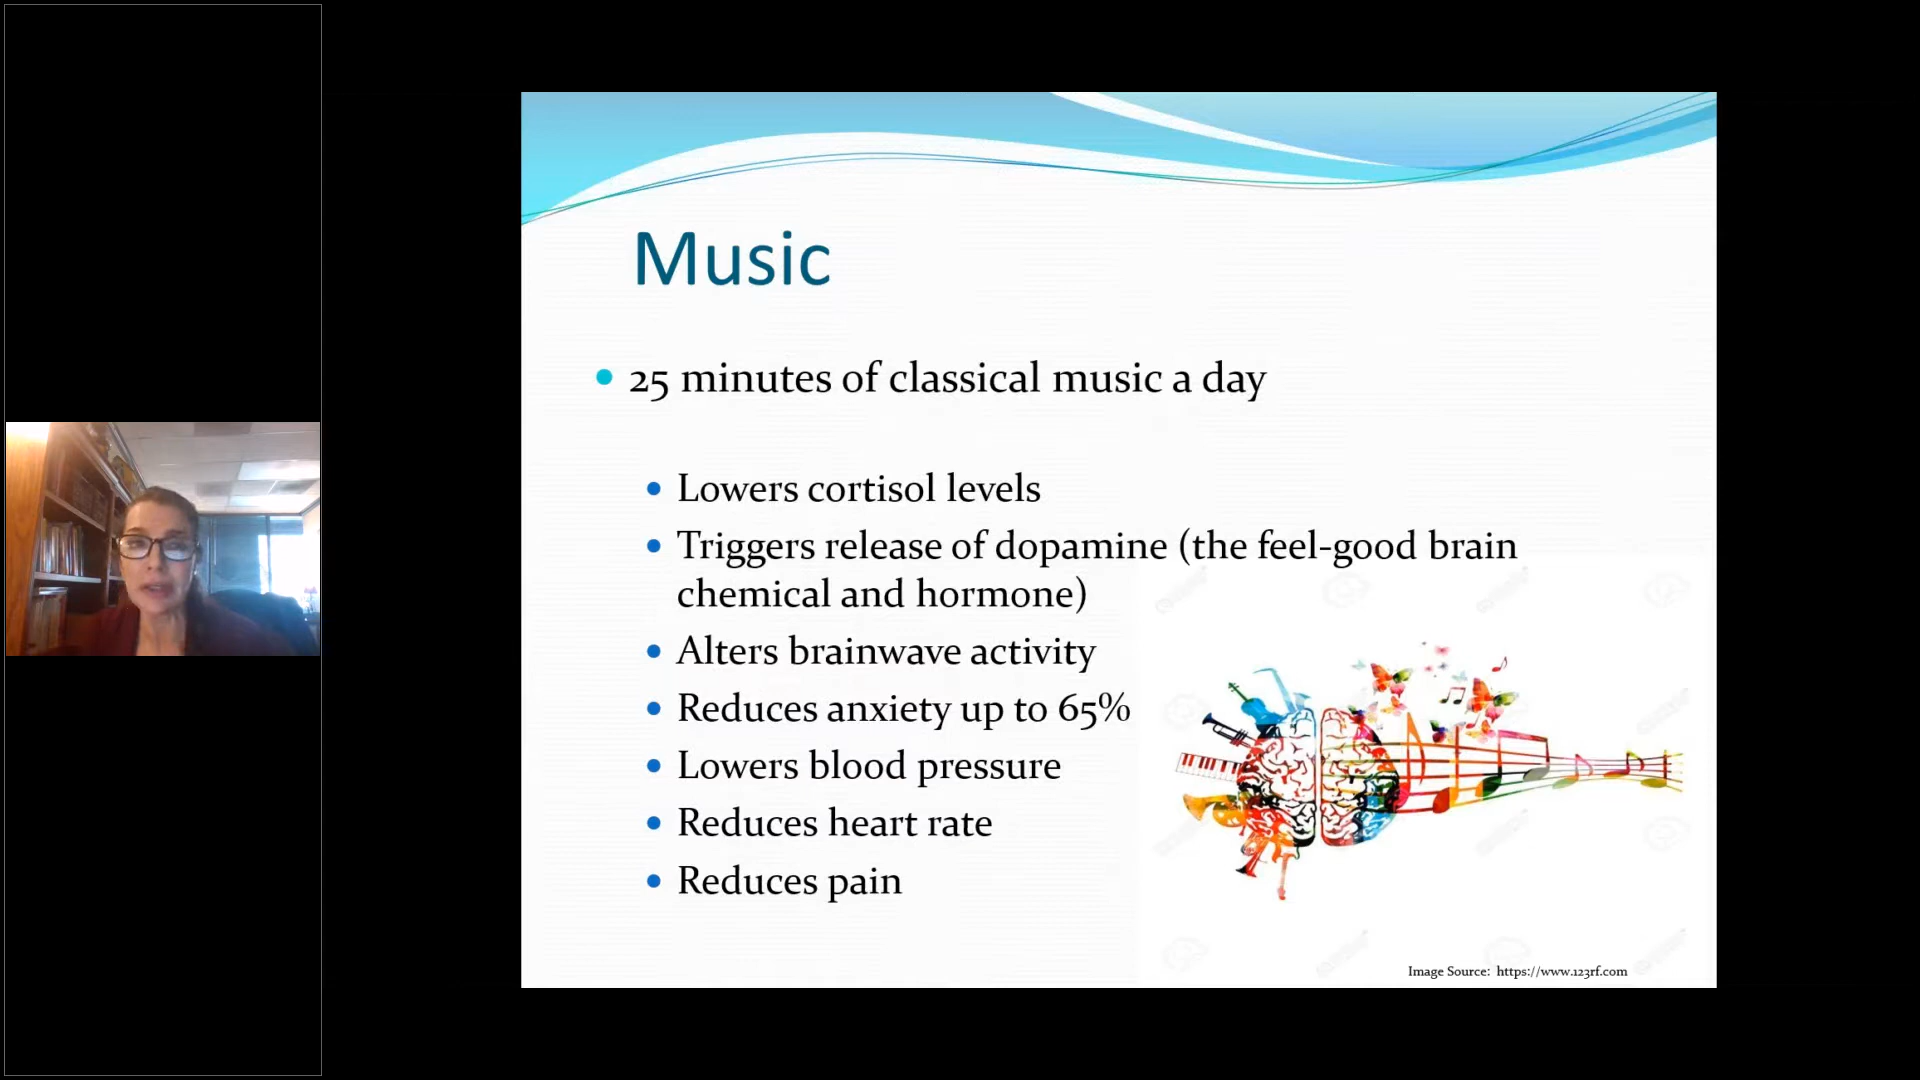 Music
25 minutes of classical music a day
Lowers cortisol levels
Triggers release of dopamine (the feel-good brain
chemical and hormone)
Alters brainwave activity
Reduces anxiety up to 65%
Lowers blood pressure
Reduces heart rate
Reduces pain
Image Source: https://www.123rf.com